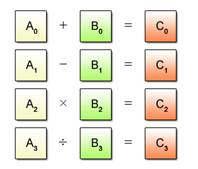 A₀ + B₀ = C₀
A₁ − B₁ = C₁
A₂ × B₂ = C₂
A₃ ÷ B₃ = C₃